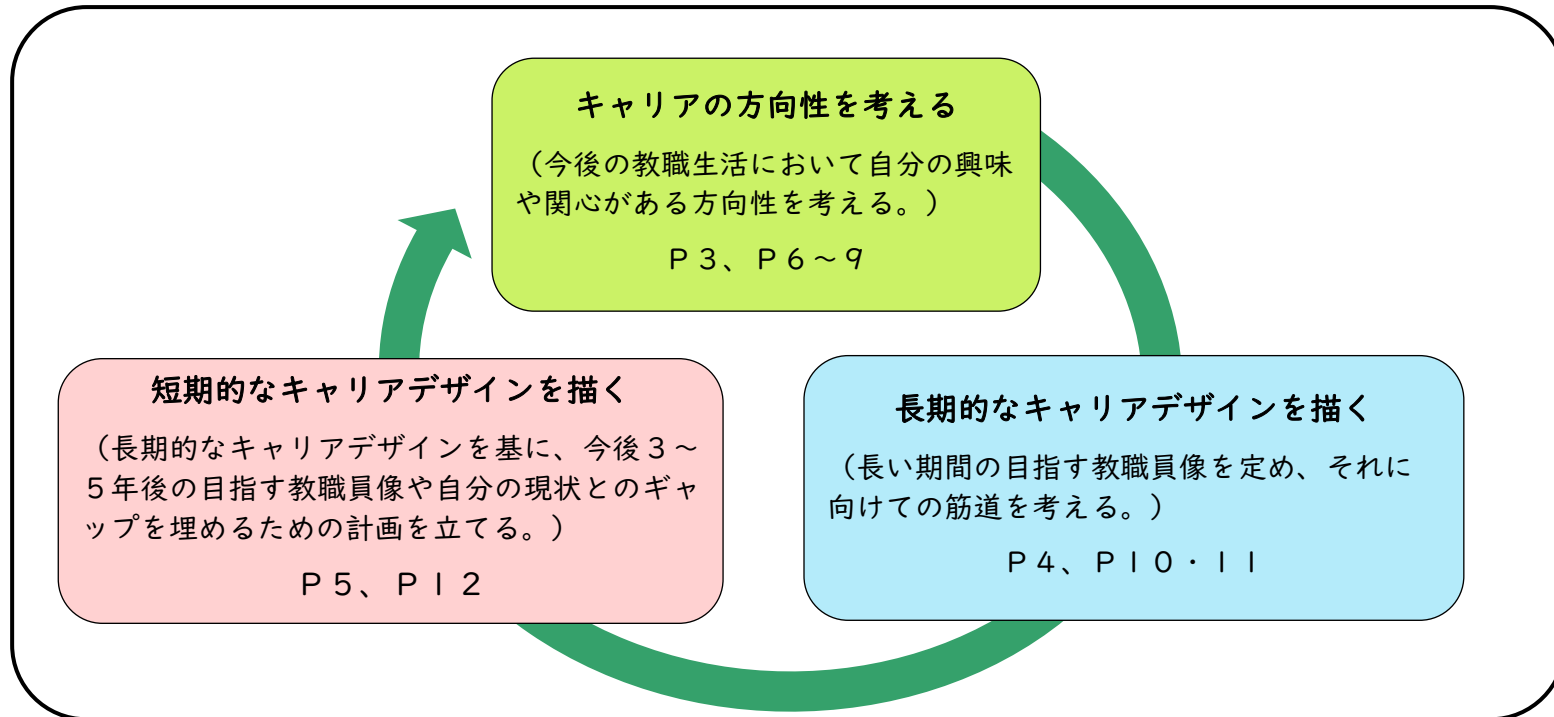 キャリアの方向性を考える
（今後の教職生活において自分の興味
や関心がある方向性を考える。）
Ｐ３、Ｐ６～９
短期的なキャリアデザインを描く
（長期的なキャリアデザインを基に、今後３～
５年後の目指す教職員像や自分の現状とのギャ
ップを埋めるための計画を立てる。）
Ｐ５、Ｐ１２
長期的なキャリアデザインを描く
（長い期間の目指す教職員像を定め、それに
向けての筋道を考える。）
Ｐ４、Ｐ１０・１１